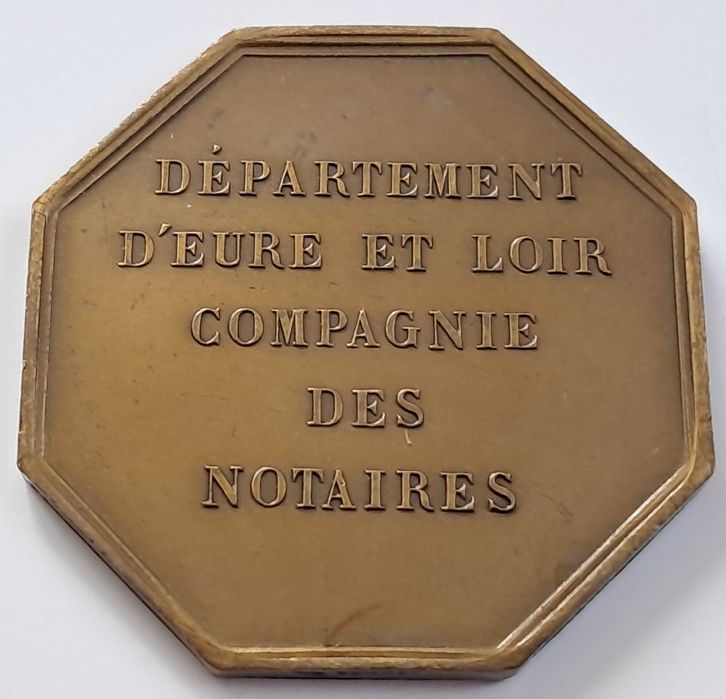 DÉPARTEMENT
D'EURE ET LOIR
COMPAGNIE
DES
NOTAIRES